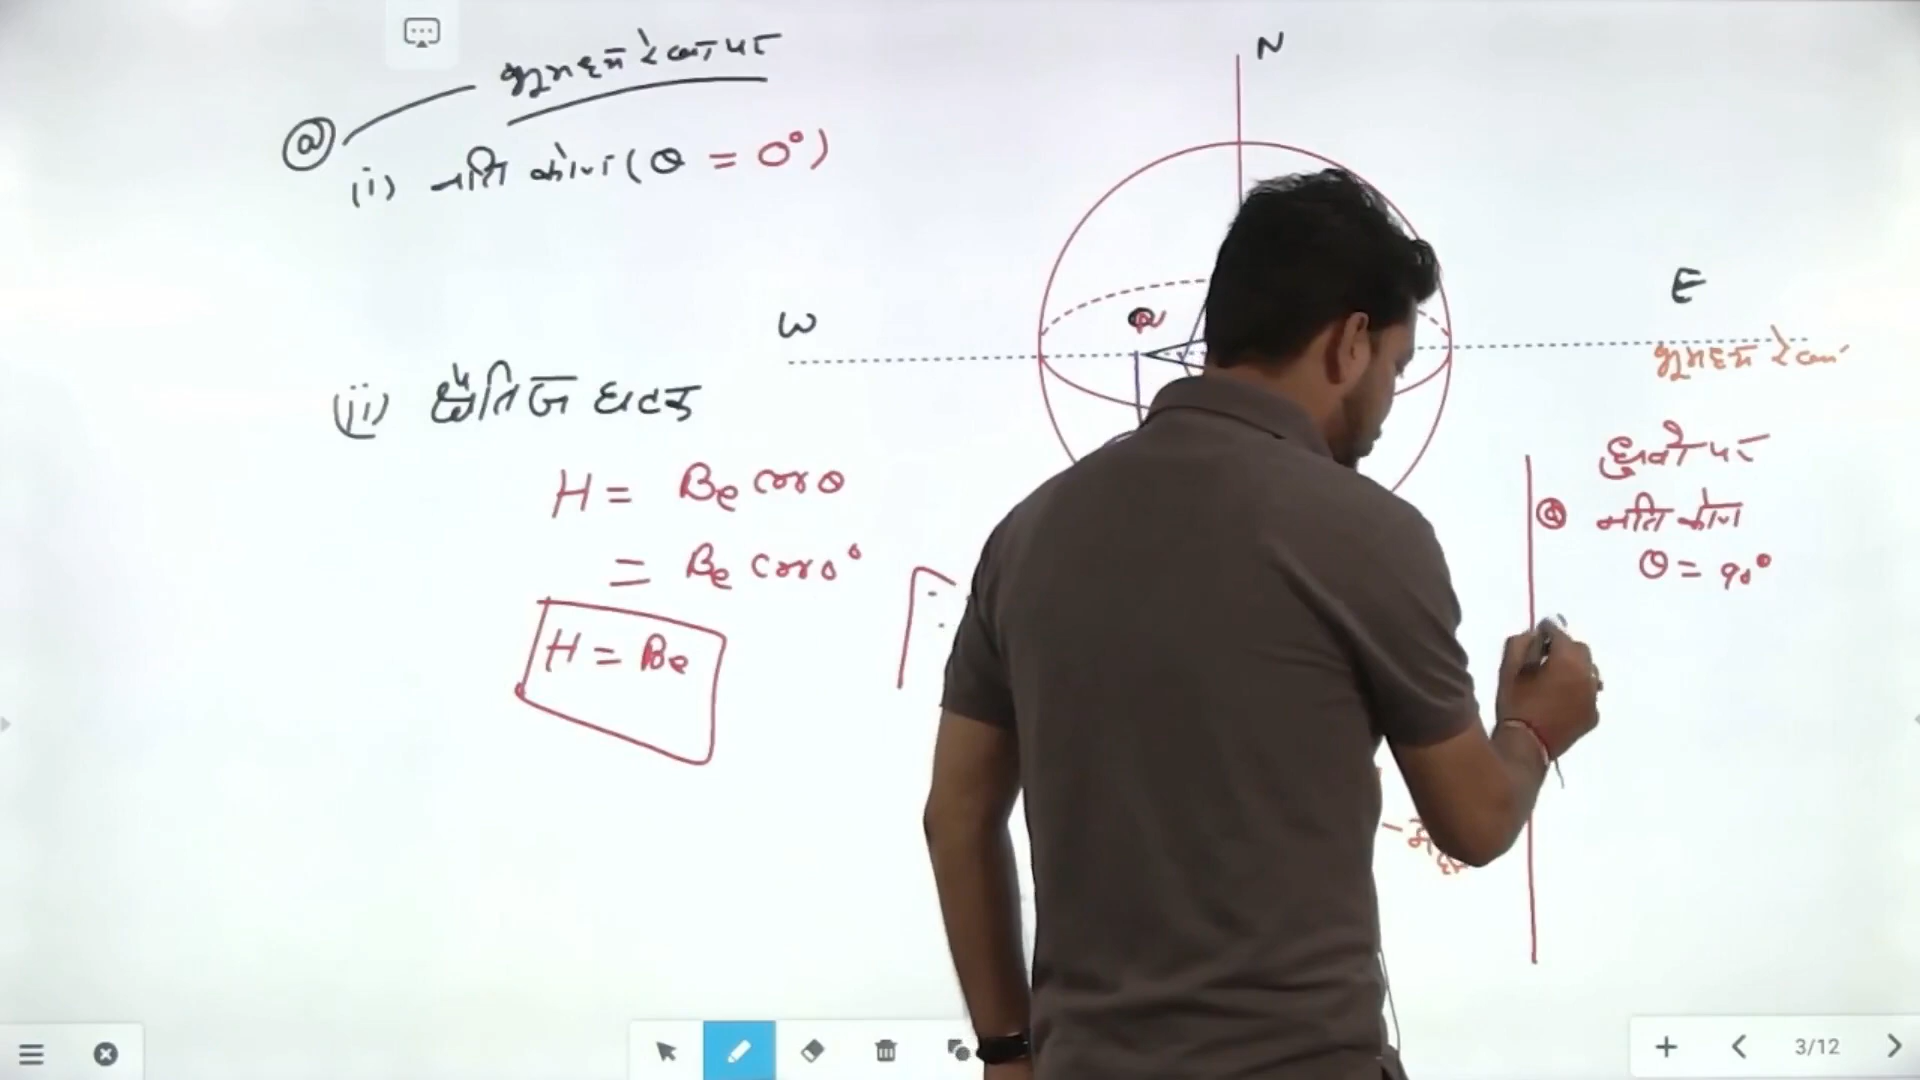 भूमध्य रेखा पर
(a)
(i) नति कोण (θ = 0°)
N
W
E
भूमध्य रेखा
(ii) क्षैतिज घटक
H = Be cosθ
= Be cos0°
H = Be
ध्रुवों पर
(a) नति कोण
θ = 90°
3/12